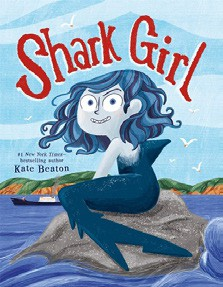 Shark Girl
#1 New York Times–
bestselling author
Kate Beaton